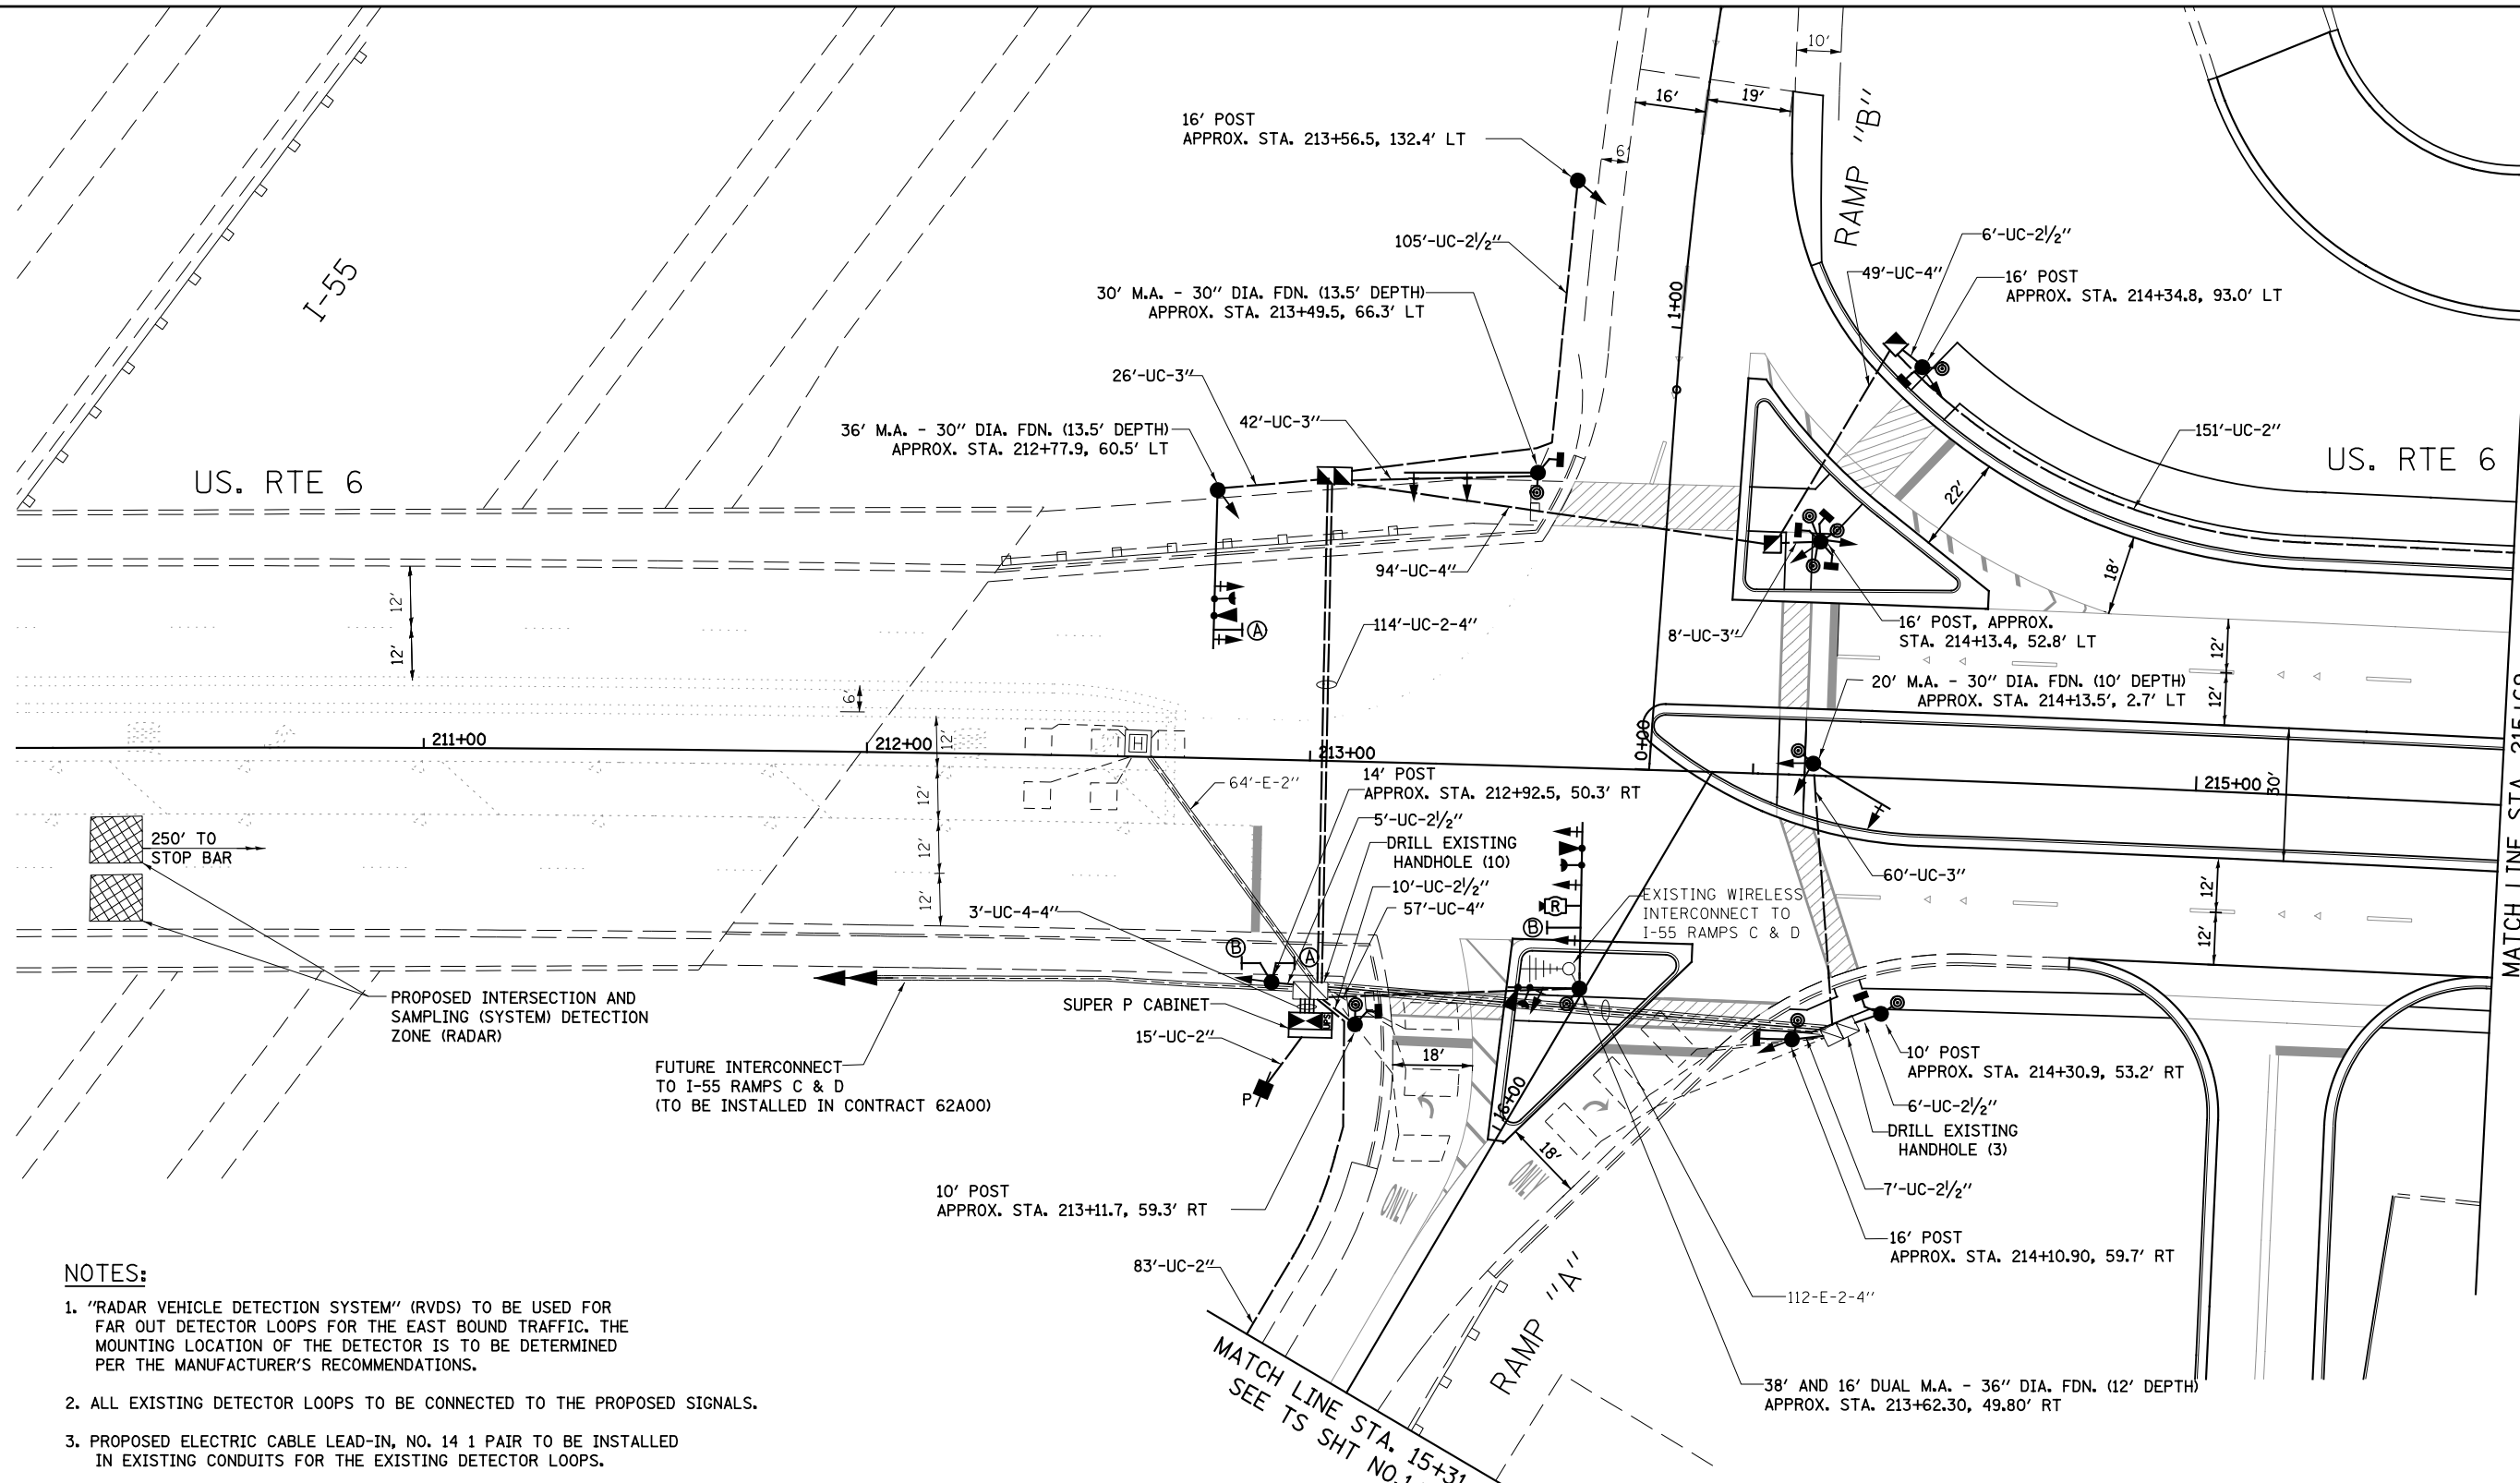 10'
16'
19'
6'
RAMP "B"
16' POST
APPROX. STA. 213+56.5, 132.4' LT
105'-UC-2½"
6'-UC-2½"
49'-UC-4"
16' POST
APPROX. STA. 214+34.8, 93.0' LT
I-55
30' M.A. - 30" DIA. FDN. (13.5' DEPTH)
APPROX. STA. 213+49.5, 66.3' LT
1+00
26'-UC-3"
42'-UC-3"
36' M.A. - 30" DIA. FDN. (13.5' DEPTH)
APPROX. STA. 212+77.9, 60.5' LT
151'-UC-2"
US. RTE 6
US. RTE 6
22'
18'
94'-UC-4"
12'
12'
A
114'-UC-2-4"
8'-UC-3"
16' POST, APPROX.
STA. 214+13.4, 52.8' LT
12'
12'
20' M.A. - 30" DIA. FDN. (10' DEPTH)
APPROX. STA. 214+13.5', 2.7' LT
6'
211+00
212+00
213+00
0+00
215+00
30'
12'
12'
12'
12'
H
64'-E-2"
14' POST
APPROX. STA. 212+92.5, 50.3' RT
5'-UC-2½"
DRILL EXISTING
HANDHOLE (10)
10'-UC-2½"
57'-UC-4"
3'-UC-4-4"
250' TO
STOP BAR
60'-UC-3"
EXISTING WIRELESS
INTERCONNECT TO
I-55 RAMPS C & D
R
B
B
A
12'
12'
PROPOSED INTERSECTION AND
SAMPLING (SYSTEM) DETECTION
ZONE (RADAR)
SUPER P CABINET
UPS
15'-UC-2"
P
FUTURE INTERCONNECT
TO I-55 RAMPS C & D
(TO BE INSTALLED IN CONTRACT 62A00)
18'
16+00
18'
ONLY
ONLY
10' POST
APPROX. STA. 214+30.9, 53.2' RT
6'-UC-2½"
DRILL EXISTING
HANDHOLE (3)
7'-UC-2½"
16' POST
APPROX. STA. 214+10.90, 59.7' RT
10' POST
APPROX. STA. 213+11.7, 59.3' RT
83'-UC-2"
112-E-2-4"
RAMP "A"
38' AND 16' DUAL M.A. - 36" DIA. FDN. (12' DEPTH)
APPROX. STA. 213+62.30, 49.80' RT
MATCH LINE STA. 15+31
SEE TS SHT NO.
MATCH LINE STA.
NOTES:
1. "RADAR VEHICLE DETECTION SYSTEM" (RVDS) TO BE USED FOR
FAR OUT DETECTOR LOOPS FOR THE EAST BOUND TRAFFIC. THE
MOUNTING LOCATION OF THE DETECTOR IS TO BE DETERMINED
PER THE MANUFACTURER'S RECOMMENDATIONS.
2. ALL EXISTING DETECTOR LOOPS TO BE CONNECTED TO THE PROPOSED SIGNALS.
3. PROPOSED ELECTRIC CABLE LEAD-IN, NO. 14 1 PAIR TO BE INSTALLED
IN EXISTING CONDUITS FOR THE EXISTING DETECTOR LOOPS.